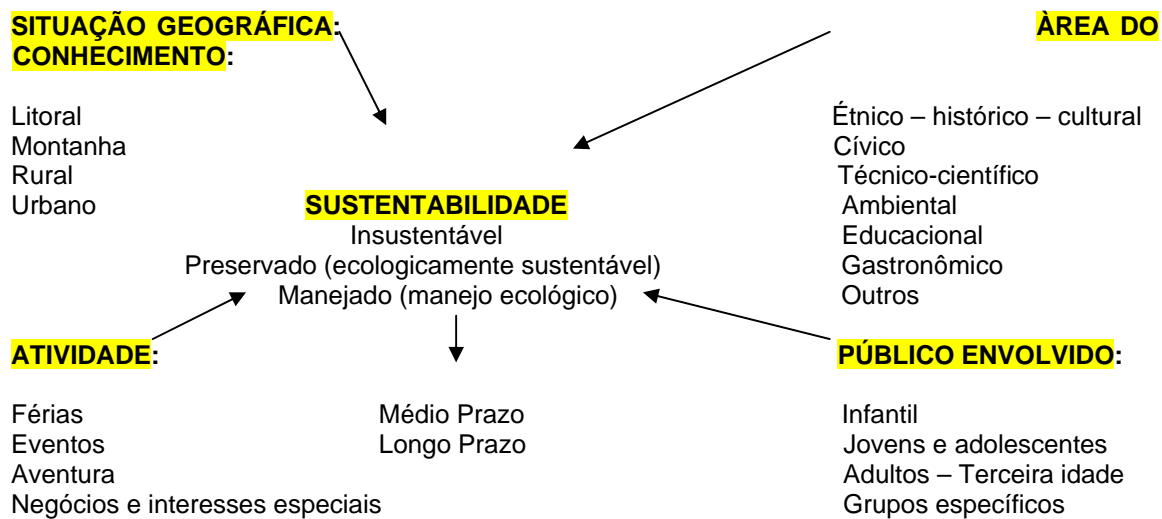 SITUAÇÃO GEOGRÁFICA: ÀREA DO
CONHECIMENTO:
Litoral Étnico – histórico – cultural
Montanha Cívico
Rural Técnico-científico
Urbano SUSTENTABILIDADE Ambiental
Insustentável Educacional
Preservado (ecologicamente sustentável) Gastronômico
Manejado (manejo ecológico) Outros
ATIVIDADE: PÚBLICO ENVOLVIDO:
Férias Médio Prazo Infantil
Eventos Longo Prazo Jovens e adolescentes
Aventura Adultos – Terceira idade
Negócios e interesses especiais Grupos específicos